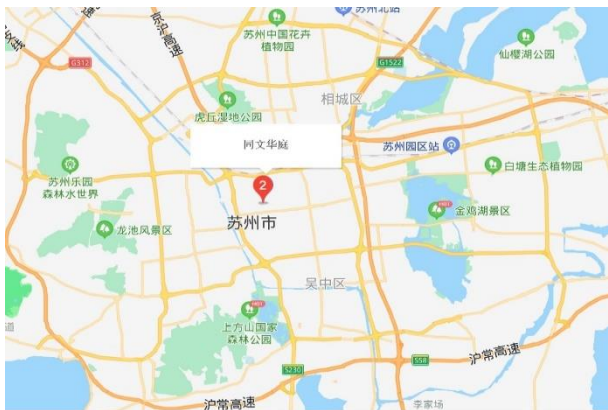 苏州北站
京沪高速
苏州中国花卉
植物园
仙樱湖公园
G312
G1522
相城区
虎丘湿地公园
同文华庭
苏州园区站
白塘生态植物园
苏州乐园
森林水世界
2
金鸡湖景区
苏州市
龙池风景区
吴中区
上方山国家
森林公园
道
沪常高速
S58
S230
沪常高速
李家场